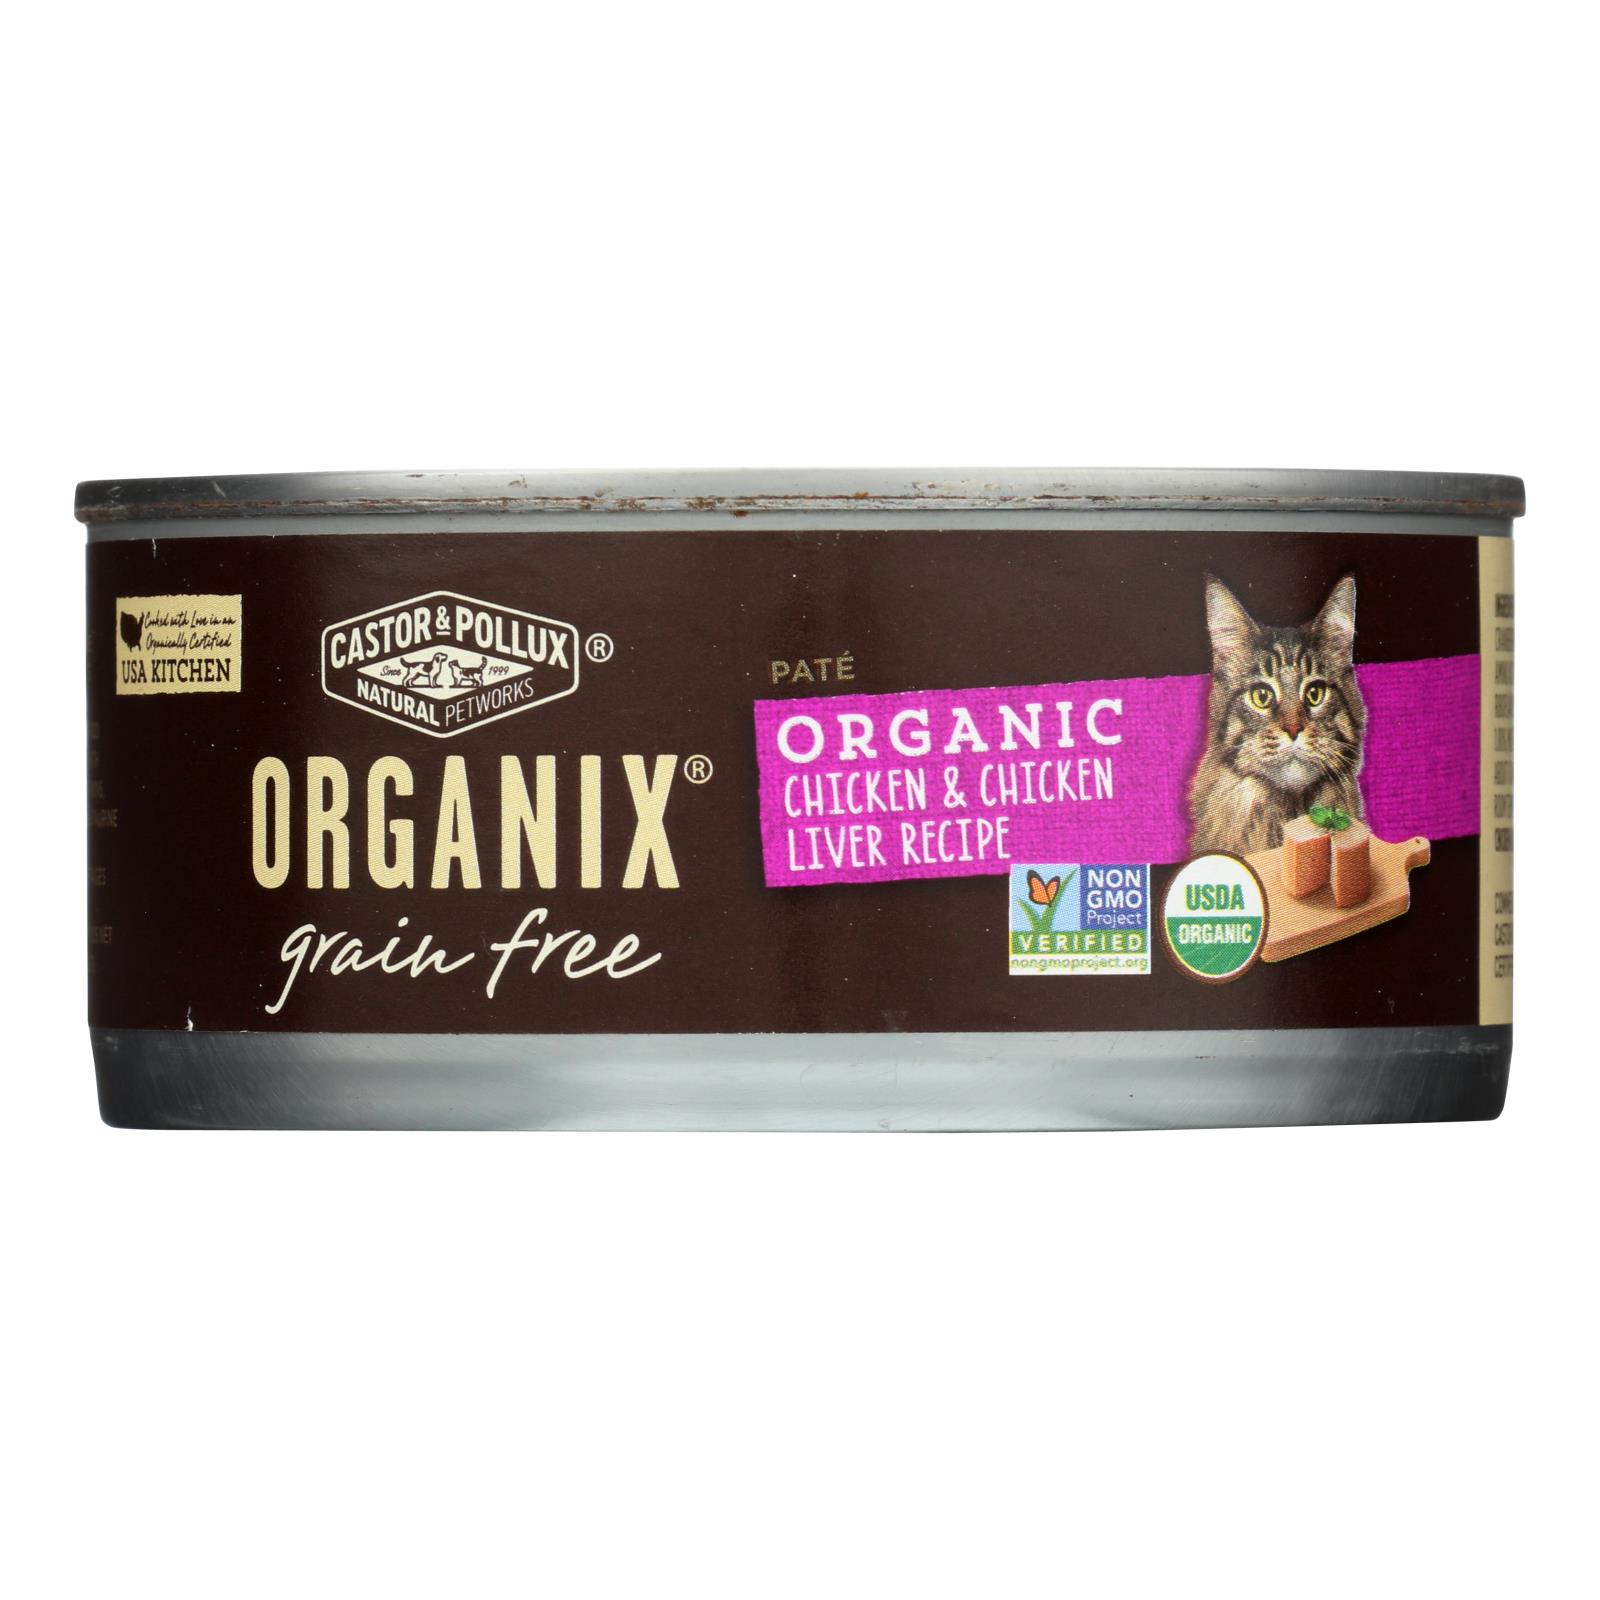 Cooked with Love in an
Organically Certified
USA KITCHEN
CASTOR & POLLUX®
Since 1999
NATURAL PETWORKS
ORGANIX®
grain free
PATÉ
ORGANIC
CHICKEN & CHICKEN
LIVER RECIPE
NON
GMO
Project
VERIFIED
nongmoproject.org
USDA
ORGANIC